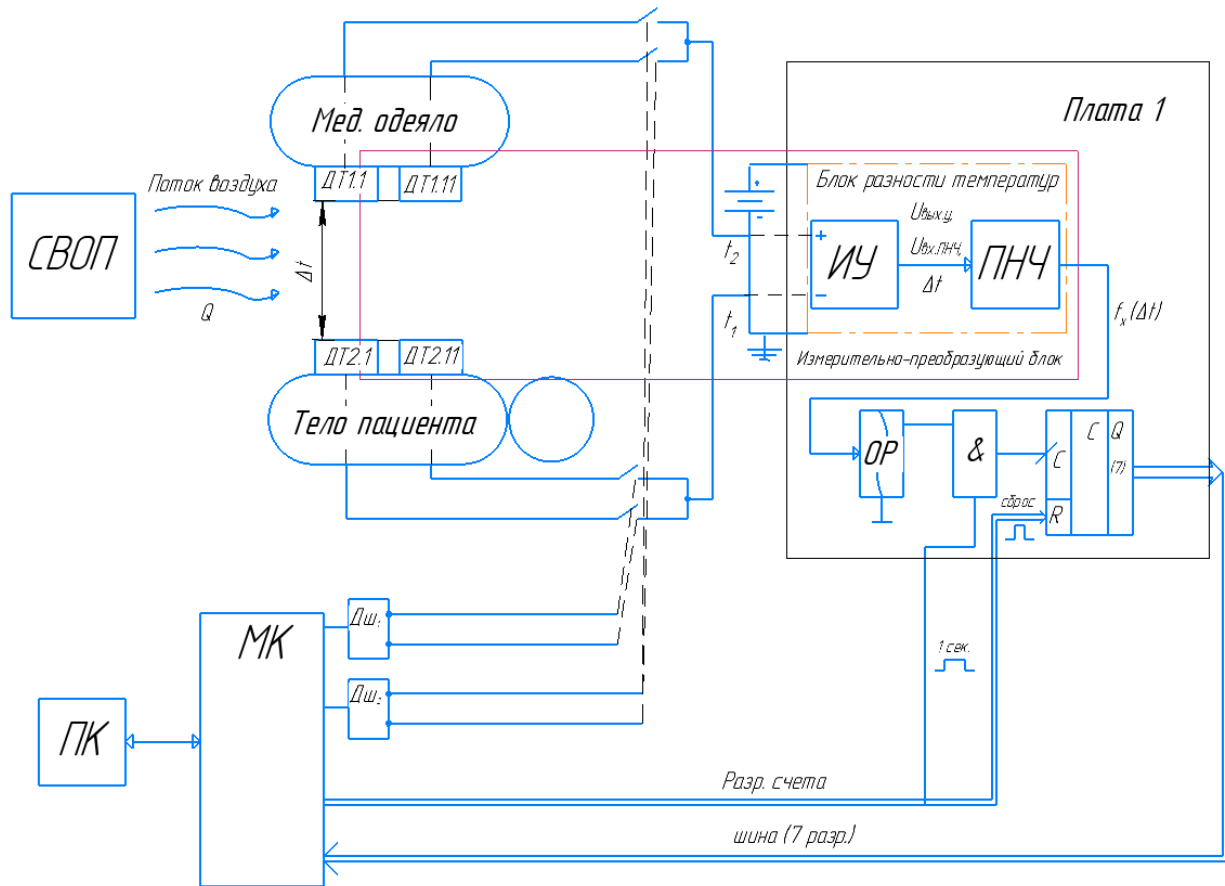 Мед. одеяло
Плата 1
ДТ1.1
ДТ1.11
Поток воздуха
СВОП
Q
Δt
Блок разности температур
+
-
t₂
t₁
+
−
ИУ
Uвых.у,
Uвх.ПНЧ,
Δt
ПНЧ
fₓ(Δt)
Измерительно-преобразующий блок
ДТ2.1
ДТ2.11
Тело пациента
ОР
&
C
C
Q
(7)
R
сброс
Дш₁
Дш₂
МК
ПК
1 сек.
Разр. счета
шина (7 разр.)